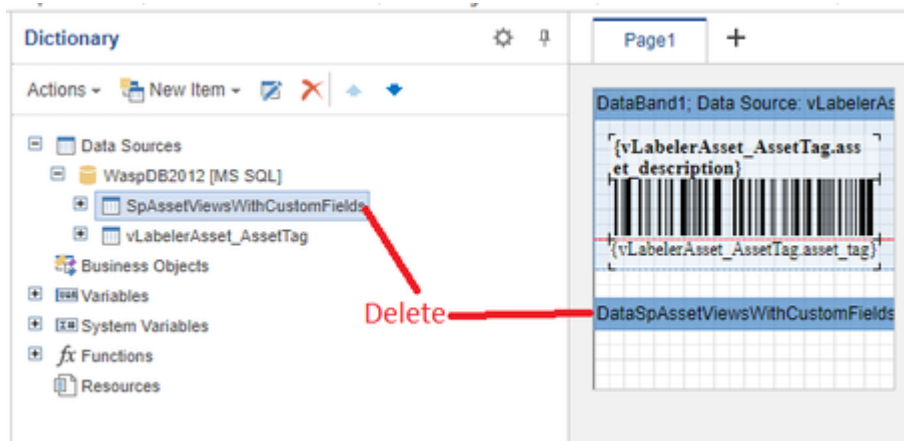 Dictionary
Actions
New Item
Data Sources
WaspDB2012 [MS SQL]
SpAssetViewsWithCustomFields
vLabelerAsset_AssetTag
Business Objects
Variables
System Variables
fx Functions
Resources
Delete
Page1
DataBand1; Data Source: vLabelerAs
{vLabelerAsset_AssetTag.ass
et_description}
{vLabelerAsset_AssetTag.asset_tag}
DataSpAssetViewsWithCustomFields